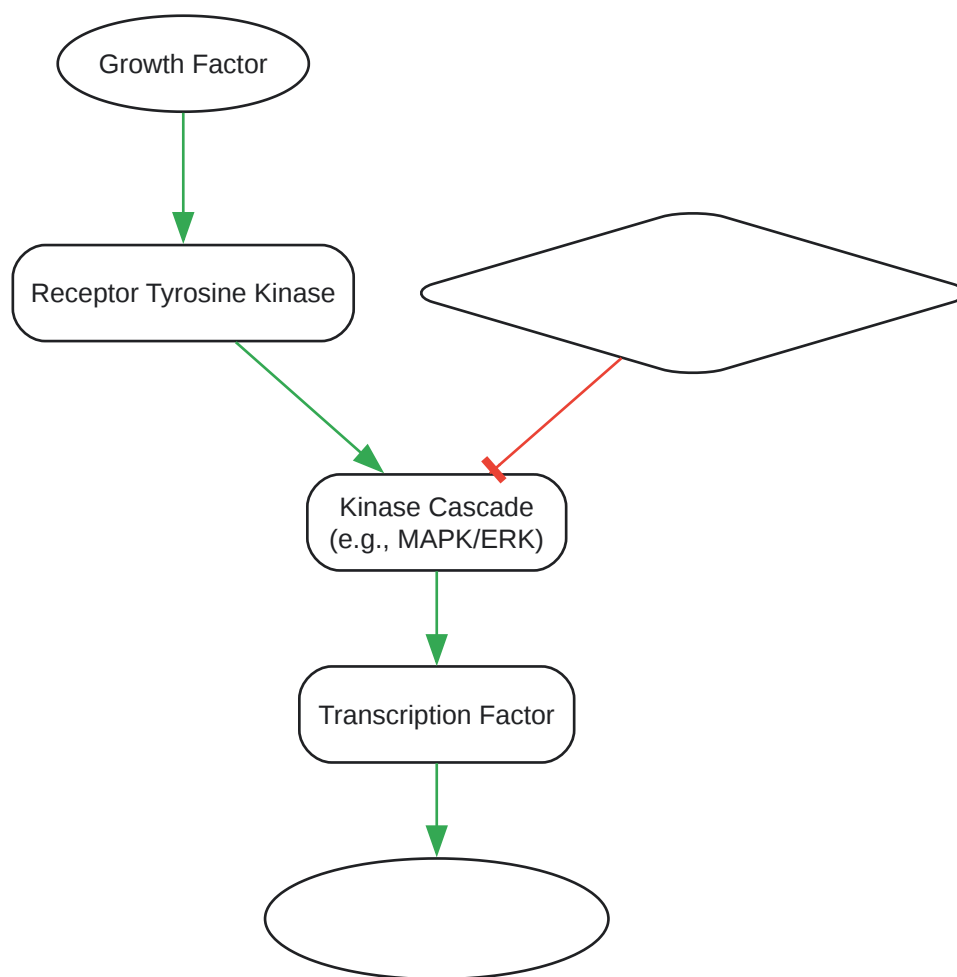 Growth Factor
Receptor Tyrosine Kinase
Kinase Cascade
(e.g., MAPK/ERK)
Transcription Factor